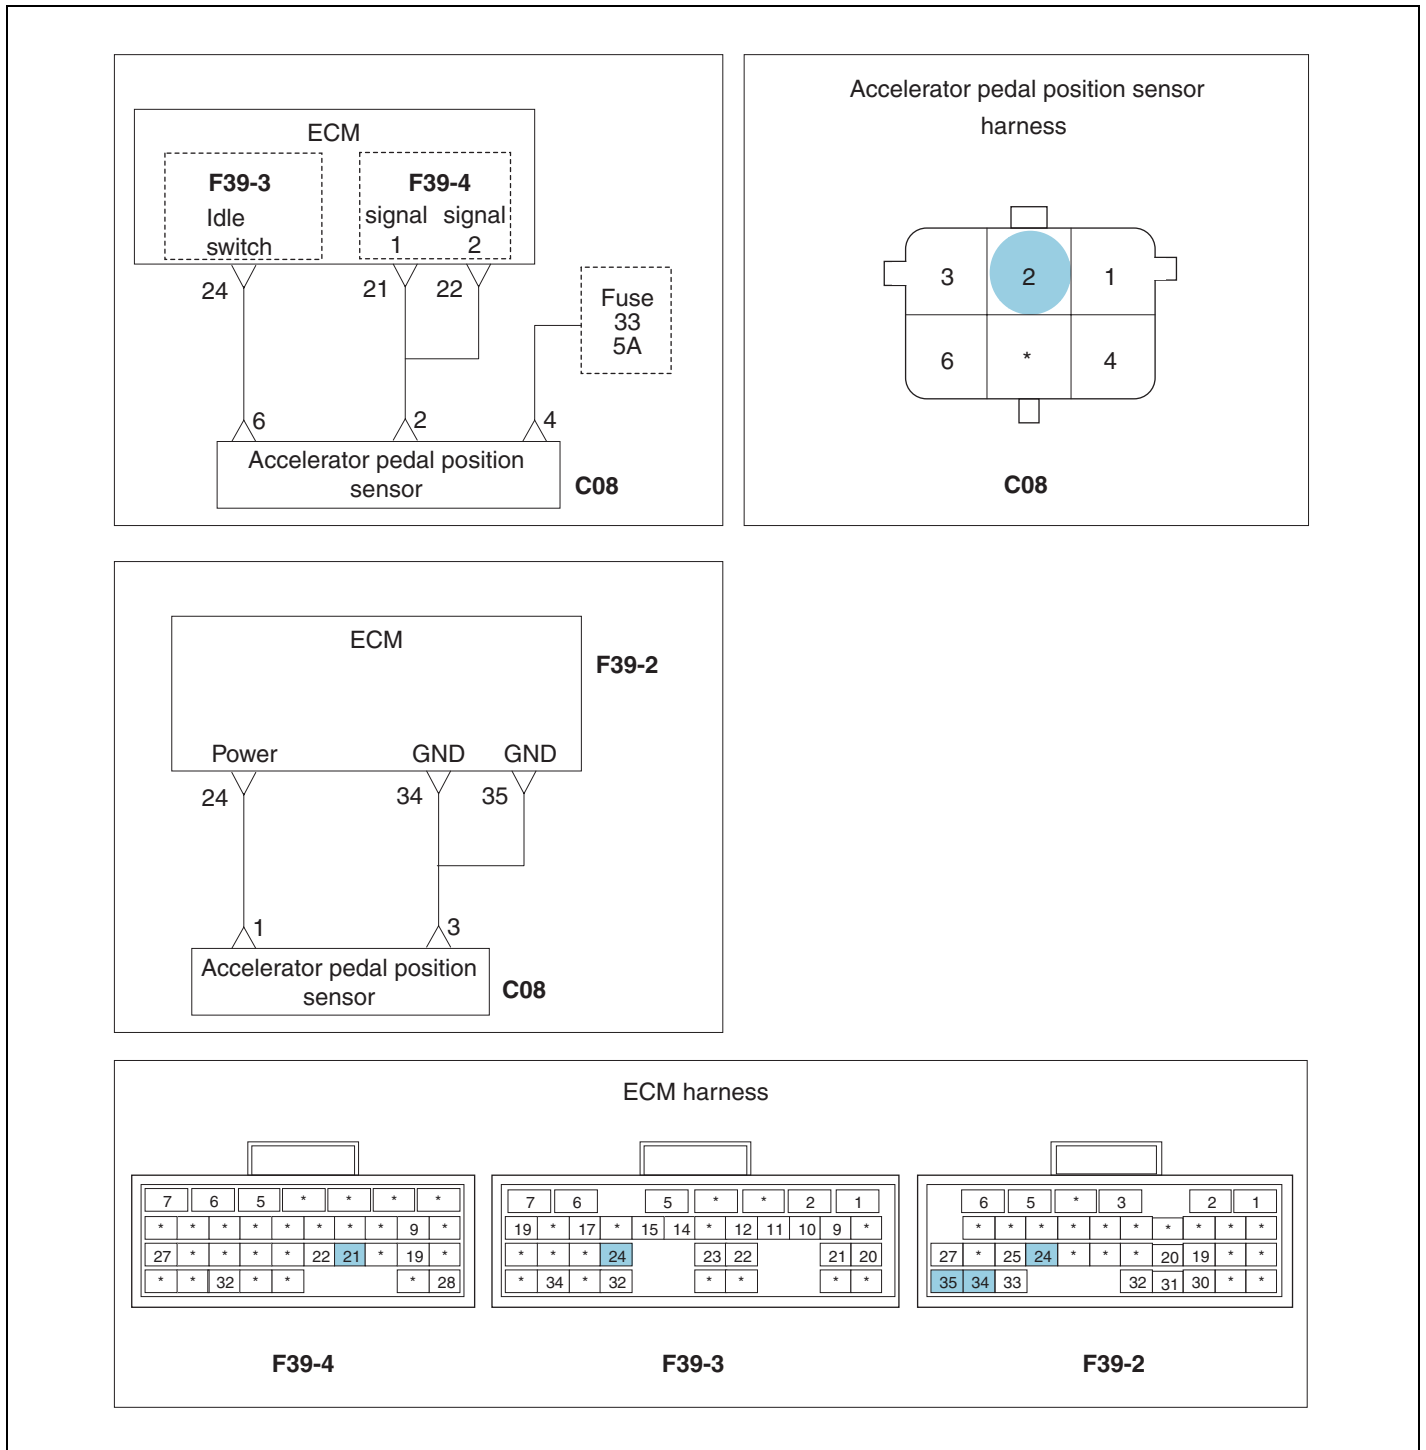 ECM
F39-3
F39-4
Idle
switch
signal signal
1 2
24
21
22
Fuse
33
5A
6
2
4
Accelerator pedal position
sensor
C08
Accelerator pedal position sensor
harness
3 2 1
6 * 4
C08
ECM
F39-2
Power GND GND
24
34
35
1
3
Accelerator pedal position
sensor
C08
ECM harness
7 6 5 * * * *
* * * * * * * * 9 *
27 * * * * 22 21 * 19 *
* * 32 * * * 28
F39-4
7 6 5 * * 2 1
19 * 17 * 15 14 * 12 11 10 9 *
* * * 24 23 22 21 20
* 34 * 32 * * * *
F39-3
6 5 * 3 2 1
* * * * * * * * * *
27 * 25 24 * * * 20 19 * *
35 34 33 32 31 30 * *
F39-2